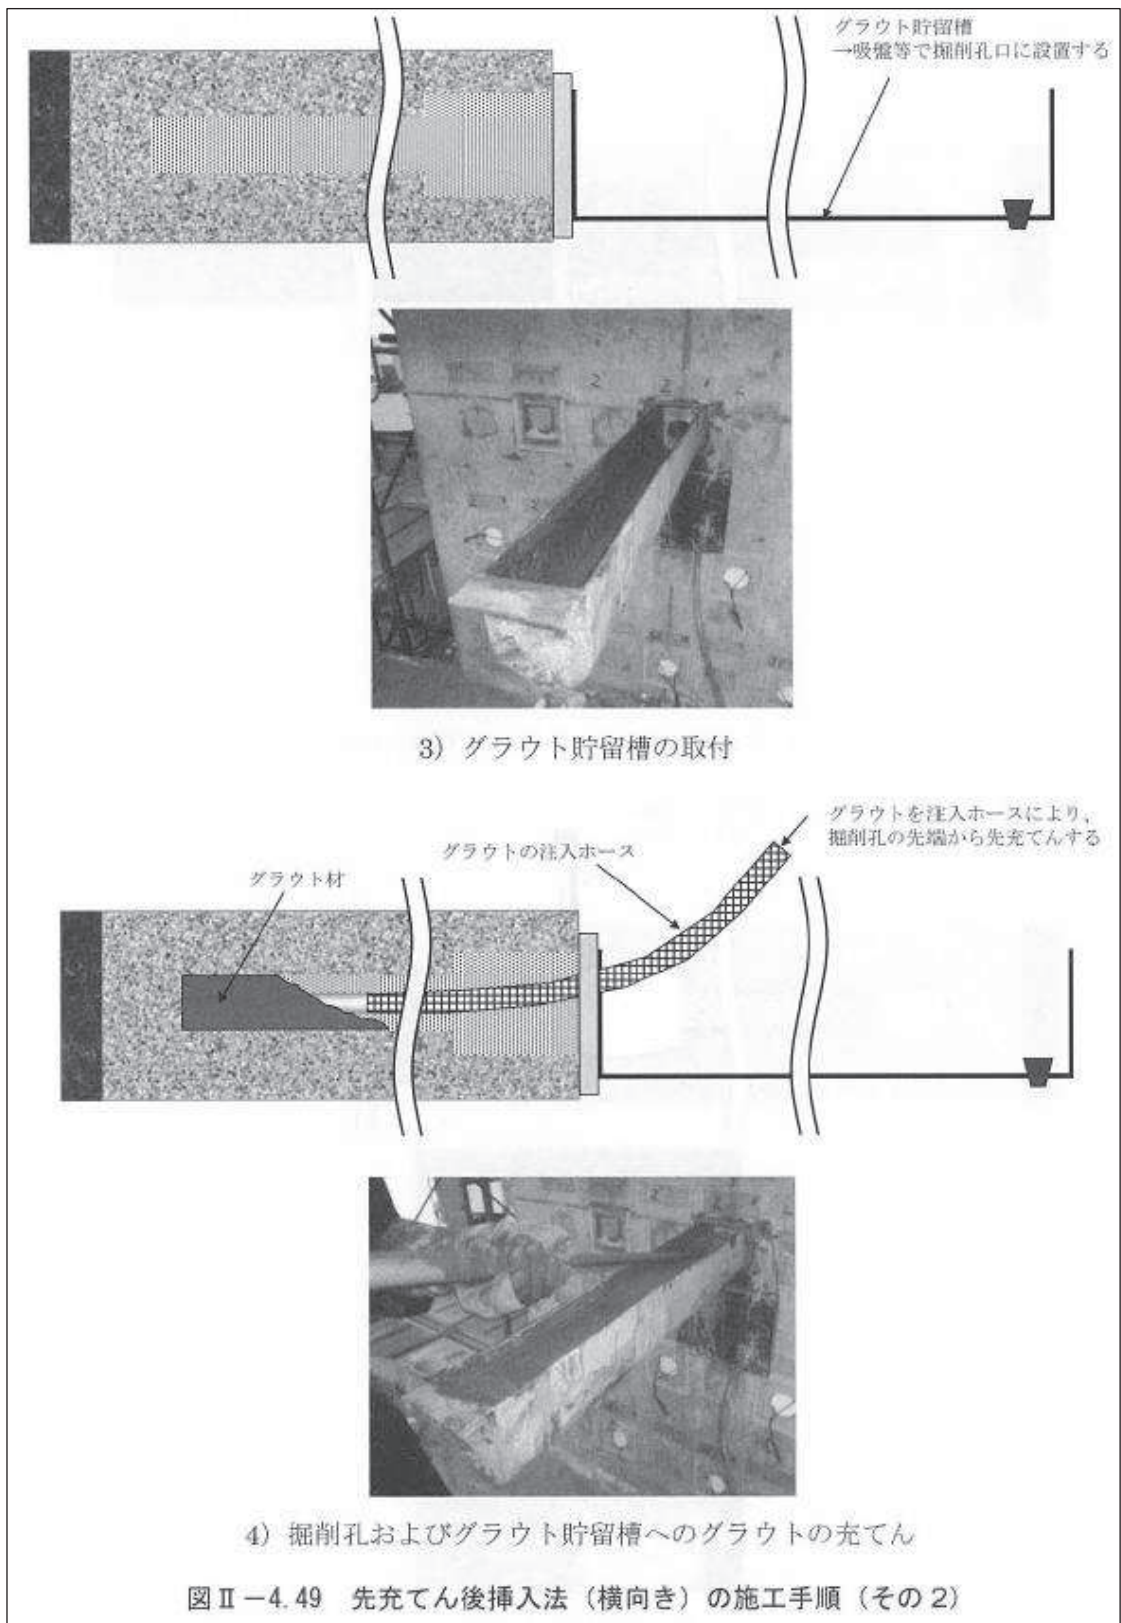 グラウト貯留槽
→吸盤等で掘削孔口に設置する
3) グラウト貯留槽の取付
グラウトを注入ホースにより、
掘削孔の先端から先充てんする
グラウトの注入ホース
グラウト材
4) 掘削孔およびグラウト貯留槽へのグラウトの充てん
図Ⅱ-4.49 先充てん後挿入法(横向き)の施工手順(その2)